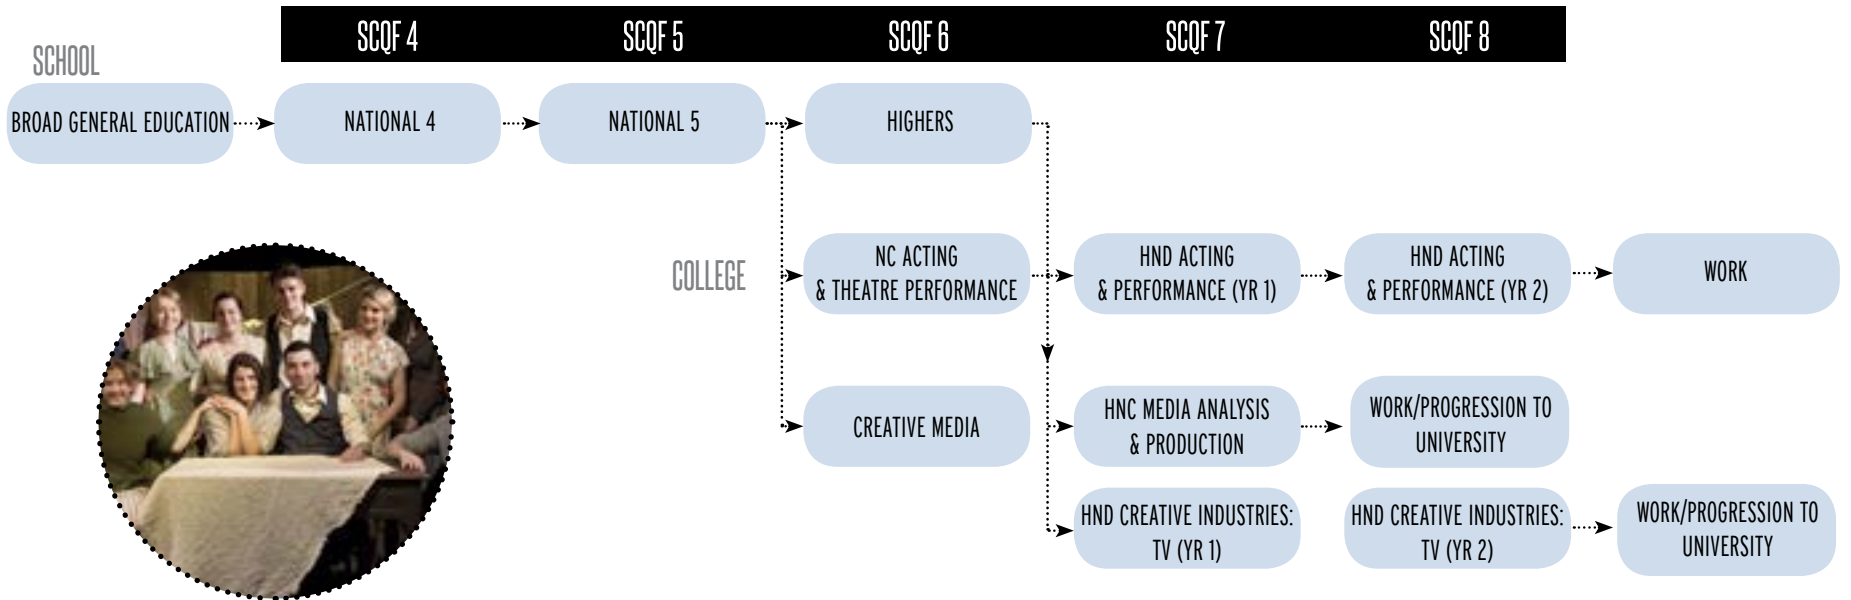 SCQF 4
SCQF 5
SCQF 6
SCQF 7
SCQF 8
SCHOOL
BROAD GENERAL EDUCATION
NATIONAL 4
NATIONAL 5
HIGHERS
COLLEGE
NC ACTING
& THEATRE PERFORMANCE
HND ACTING
& PERFORMANCE (YR 1)
HND ACTING
& PERFORMANCE (YR 2)
WORK
CREATIVE MEDIA
HNC MEDIA ANALYSIS
& PRODUCTION
WORK/PROGRESSION TO
UNIVERSITY
HND CREATIVE INDUSTRIES:
TV (YR 1)
HND CREATIVE INDUSTRIES:
TV (YR 2)
WORK/PROGRESSION TO
UNIVERSITY